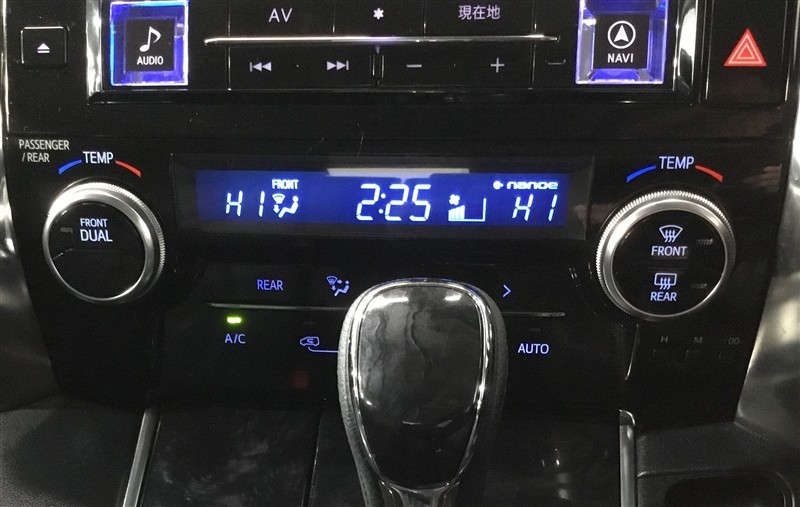 AV
現在地
AUDIO
NAVI
PASSENGER
/ REAR
TEMP
TEMP
FRONT
nanoe
HI
2:25
HI
FRONT
DUAL
FRONT
REAR
REAR
A/C
AUTO
H
M
:00